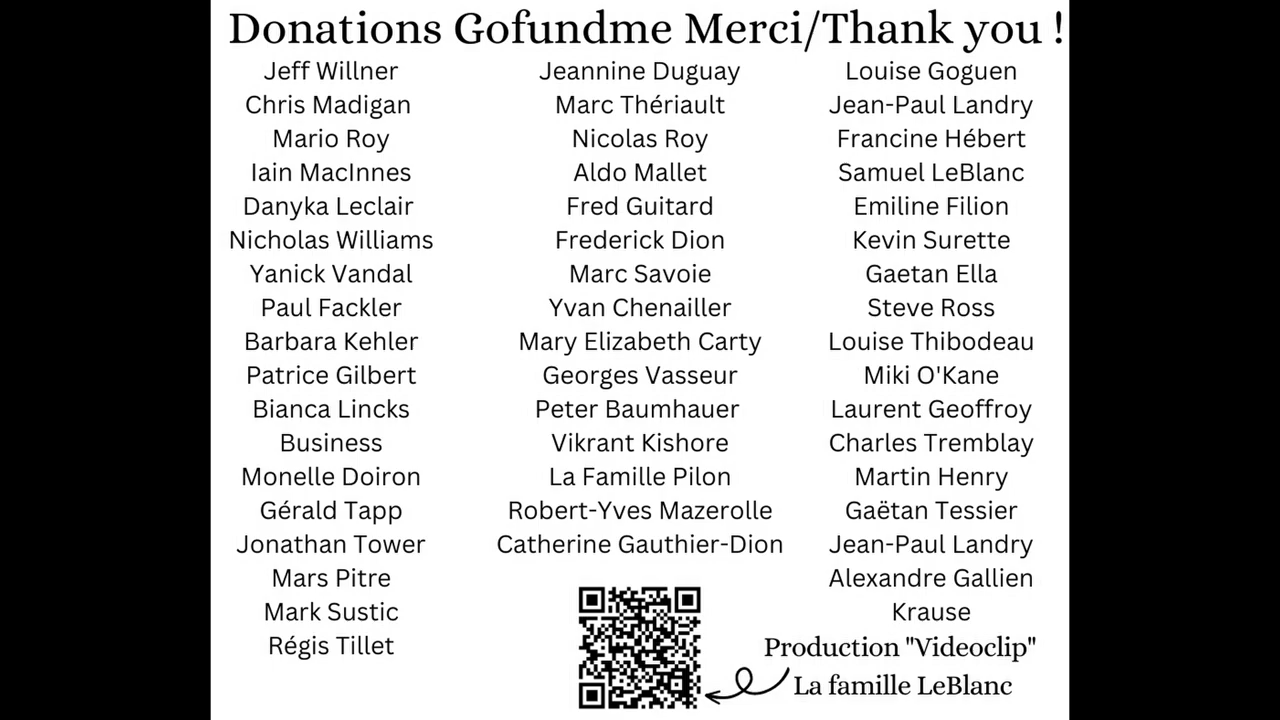 Donations Gofundme Merci/Thank you !
Jeff Willner
Chris Madigan
Mario Roy
Iain MacInnes
Danyka Leclair
Nicholas Williams
Yanick Vandal
Paul Fackler
Barbara Kehler
Patrice Gilbert
Bianca Lincks
Business
Monelle Doiron
Gérald Tapp
Jonathan Tower
Mars Pitre
Mark Sustic
Régis Tillet
Jeannine Duguay
Marc Thériault
Nicolas Roy
Aldo Mallet
Fred Guitard
Frederick Dion
Marc Savoie
Yvan Chenailler
Mary Elizabeth Carty
Georges Vasseur
Peter Baumhauer
Vikrant Kishore
La Famille Pilon
Robert-Yves Mazerolle
Catherine Gauthier-Dion
Louise Goguen
Jean-Paul Landry
Francine Hébert
Samuel LeBlanc
Emiline Filion
Kevin Surette
Gaetan Ella
Steve Ross
Louise Thibodeau
Miki O'Kane
Laurent Geoffroy
Charles Tremblay
Martin Henry
Gaëtan Tessier
Jean-Paul Landry
Alexandre Gallien
Krause
Production "Videoclip"
La famille LeBlanc